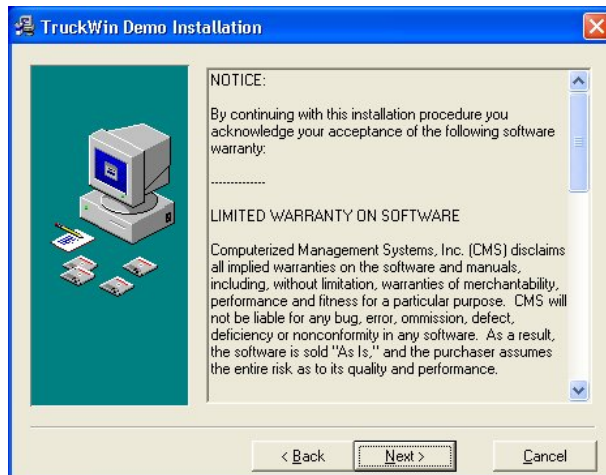 TruckWin Demo Installation
NOTICE:
By continuing with this installation procedure you
acknowledge your acceptance of the following software
warranty:
-------------
LIMITED WARRANTY ON SOFTWARE
Computerized Management Systems, Inc. (CMS) disclaims
all implied warranties on the software and manuals,
including, without limitation, warranties of merchantability,
performance and fitness for a particular purpose.  CMS will
not be liable for any bug, error, ommission, defect,
deficiency or nonconformity in any software.  As a result,
the software is sold "As Is," and the purchaser assumes
the entire risk as to its quality and performance.
< Back
Next >
Cancel